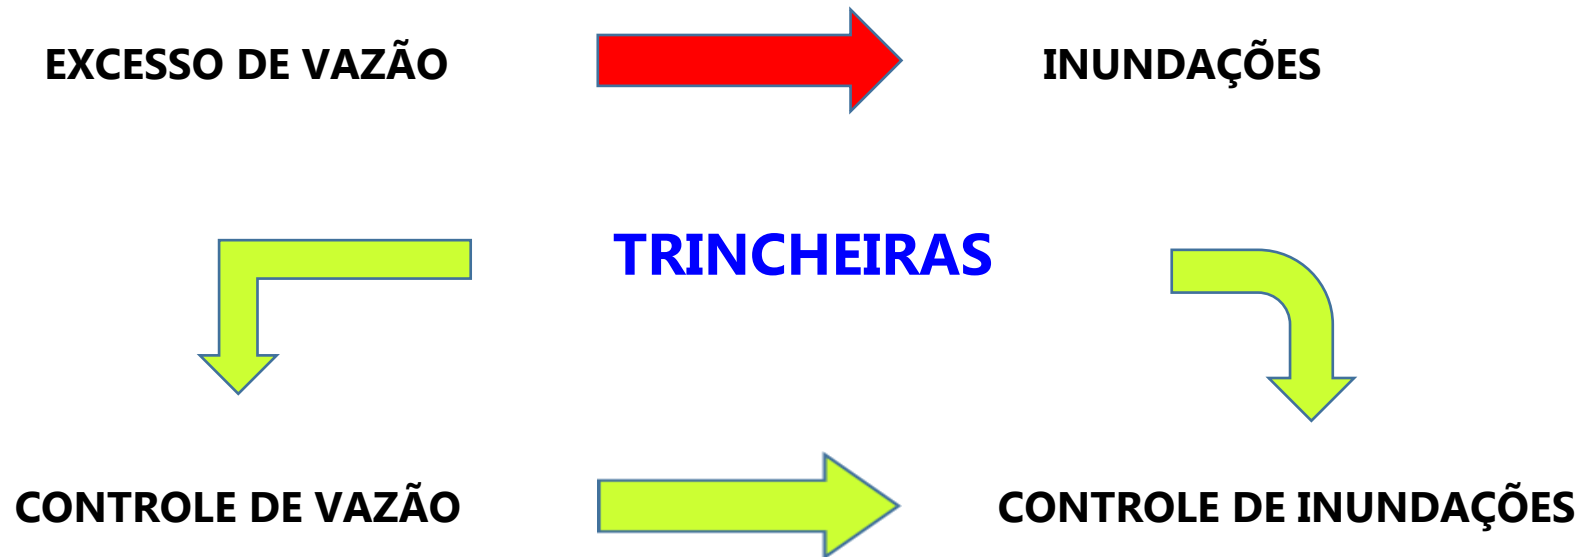 EXCESSO DE VAZÃO
INUNDAÇÕES
TRINCHEIRAS
CONTROLE DE VAZÃO
CONTROLE DE INUNDAÇÕES